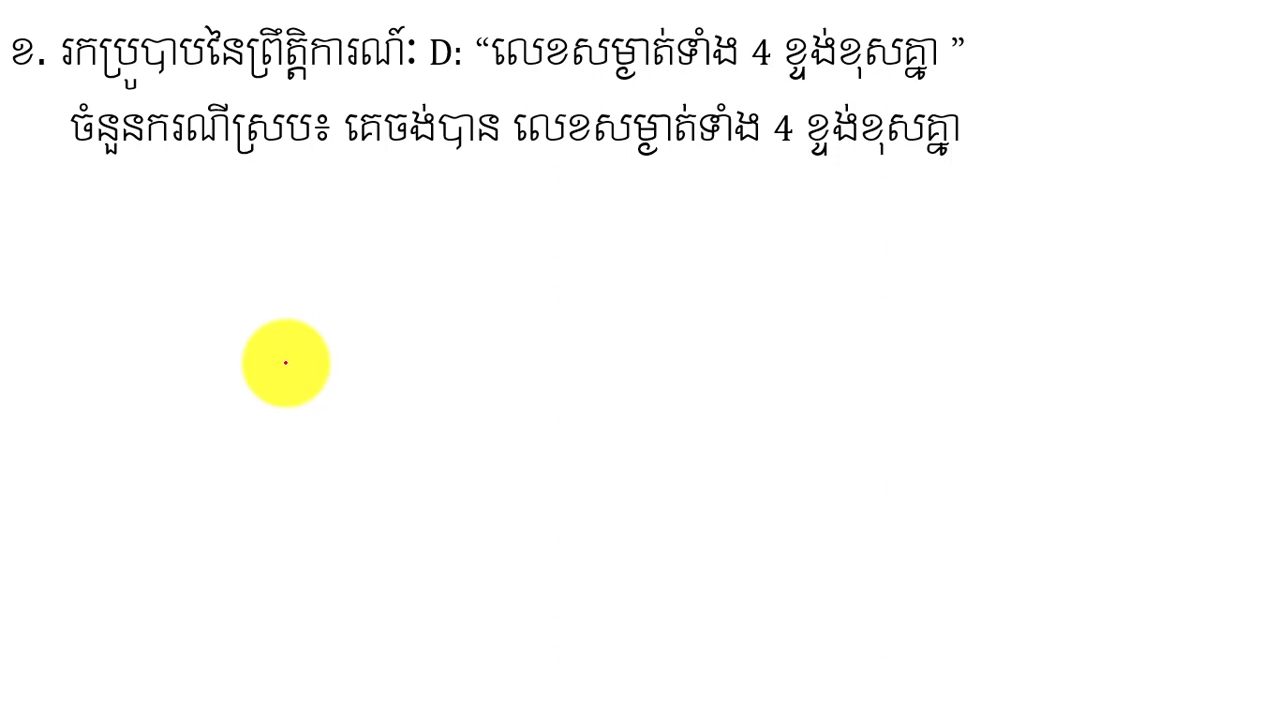 ខ. រកប្រូបាបនៃព្រឹត្តិការណ៍ៈ D: “លេខសម្ងាត់ទាំង 4 ខ្ទង់ខុសគ្នា ”
ចំនួនករណីស្រប៖ គេចង់បាន លេខសម្ងាត់ទាំង 4 ខ្ទង់ខុសគ្នា